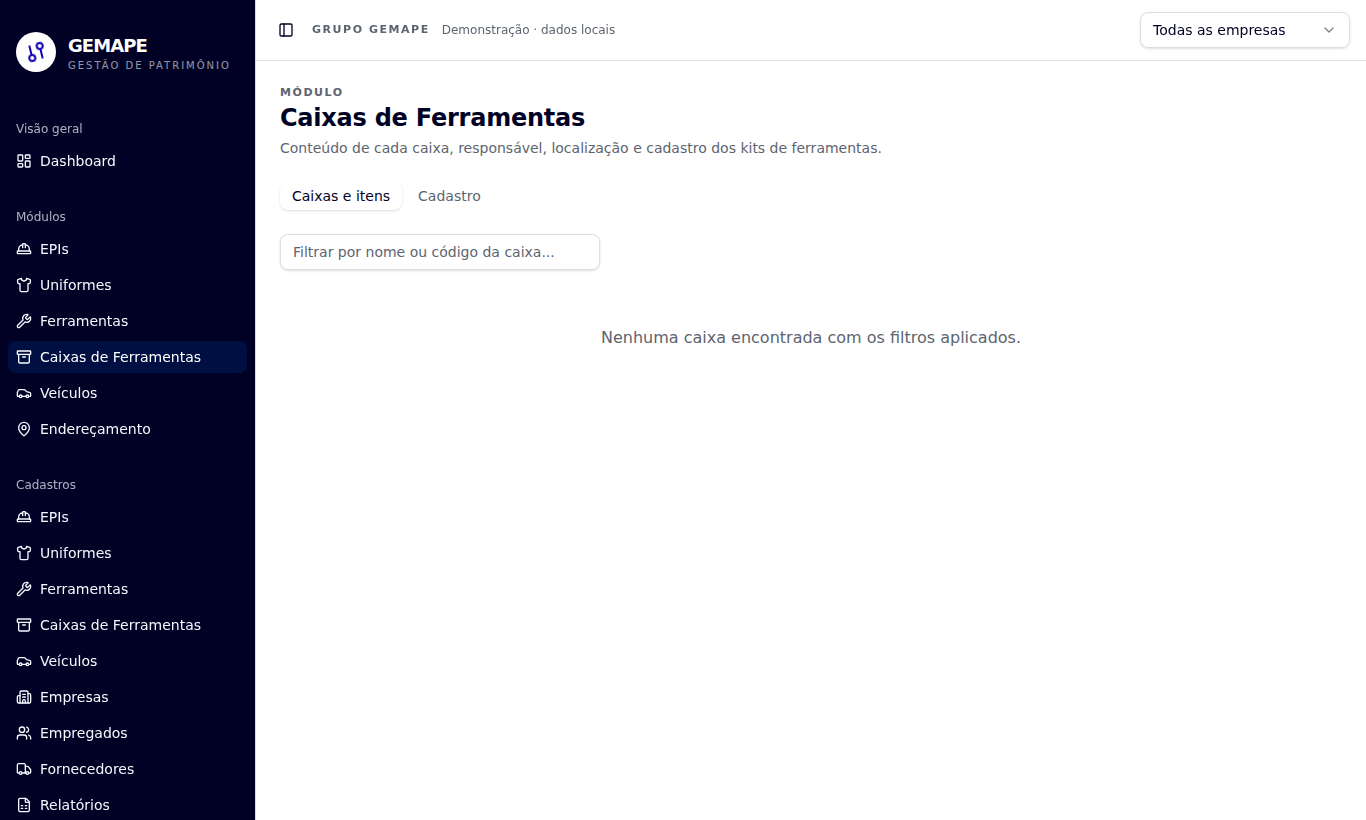 GEMAPE
GESTÃO DE PATRIMÔNIO
Visão geral
Dashboard
Módulos
EPIs
Uniformes
Ferramentas
Caixas de Ferramentas
Veículos
Endereçamento
Cadastros
EPIs
Uniformes
Ferramentas
Caixas de Ferramentas
Veículos
Empresas
Empregados
Fornecedores
Relatórios
GRUPO GEMAPE Demonstração · dados locais
Todas as empresas
MÓDULO
Caixas de Ferramentas
Conteúdo de cada caixa, responsável, localização e cadastro dos kits de ferramentas.
Caixas e itens Cadastro
Filtrar por nome ou código da caixa...
Nenhuma caixa encontrada com os filtros aplicados.